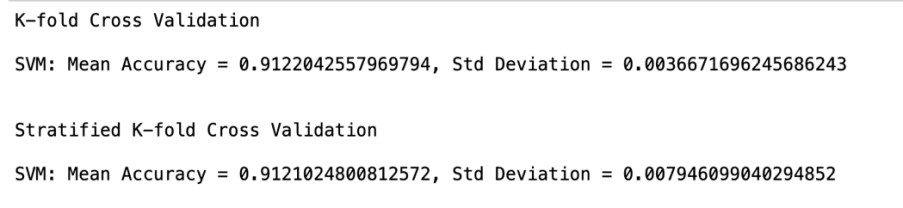 K-fold Cross Validation
SVM: Mean Accuracy = 0.9122042557969794, Std Deviation = 0.0036671696245686243
Stratified K-fold Cross Validation
SVM: Mean Accuracy = 0.9121024800812572, Std Deviation = 0.007946099040294852